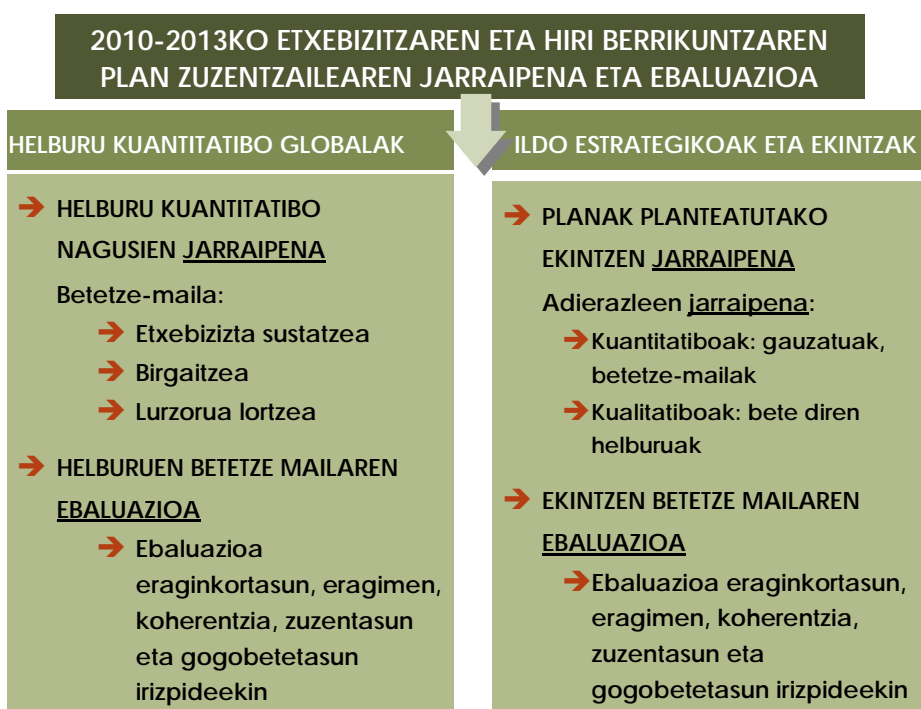 2010-2013KO ETXEBIZITZAREN ETA HIRI BERRIKUNTZAREN
PLAN ZUZENTZAILEAREN JARRAIPENA ETA EBALUAZIOA
HELBURU KUANTITATIBO GLOBALAK
HELBURU KUANTITATIBO
NAGUSIEN JARRAIPENA
Betetze-maila:
Etxebizizta sustatzea
Birgaitzea
Lurzorua lortzea
HELBURUEN BETETZE MAILAREN
EBALUAZIOA
Ebaluazioa
eraginkortasun, eragimen,
koherentzia, zuzentasun
eta gogobetetasun
irizpideekin
ILDO ESTRATEGIKOAK ETA EKINTZAK
PLANAK PLANTEATUTAKO
EKINTZEN JARRAIPENA
Adierazleen jarraipena:
Kuantitatiboak: gauzatuak,
betetze-mailak
Kualitatiboak: bete diren
helburuak
EKINTZEN BETETZE MAILAREN
EBALUAZIOA
Ebaluazioa eraginkortasun,
eragimen, koherentzia,
zuzentasun eta
gogobetetasun irizpideekin